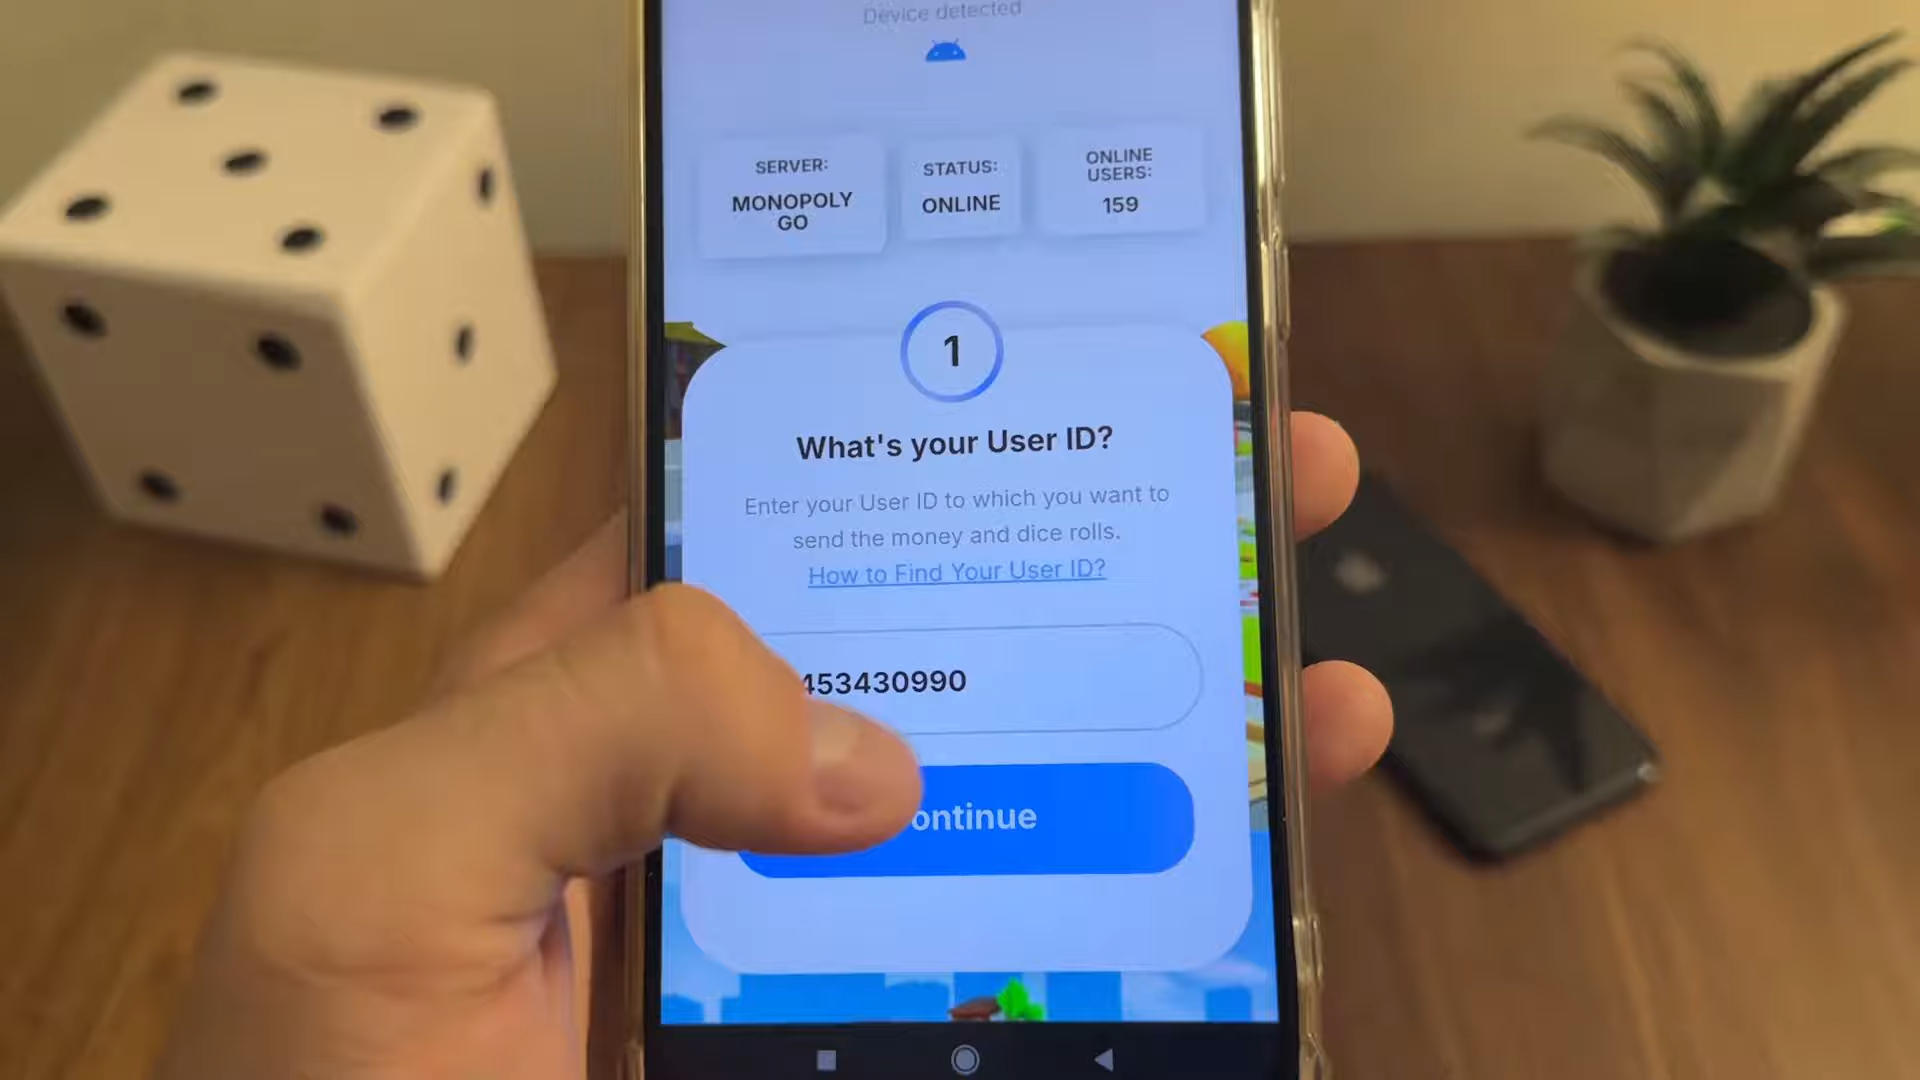 Device detected
SERVER:
MONOPOLY
GO
STATUS:
ONLINE
ONLINE
USERS:
159
1
What's your User ID?
Enter your User ID to which you want to
send the money and dice rolls.
How to Find Your User ID?
453430990
ontinue